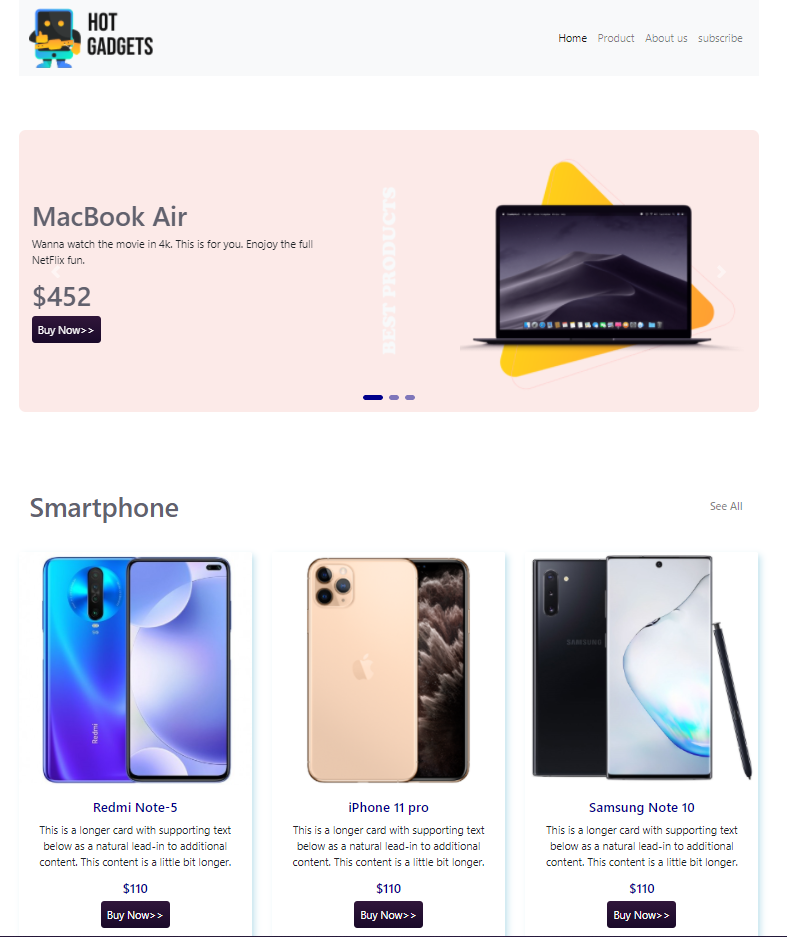 HOT
GADGETS
Home Product About us subscribe
MacBook Air
Wanna watch the movie in 4k. This is for you. Enojoy the full
NetFlix fun.
$452
Buy Now>>
BEST PRODUCTS
Smartphone
See All
Redmi
SAMSUNG
Redmi Note-5
This is a longer card with supporting text
below as a natural lead-in to additional
content. This content is a little bit longer.
$110
Buy Now>>
iPhone 11 pro
This is a longer card with supporting text
below as a natural lead-in to additional
content. This content is a little bit longer.
$110
Buy Now>>
Samsung Note 10
This is a longer card with supporting text
below as a natural lead-in to additional
content. This content is a little bit longer.
$110
Buy Now>>